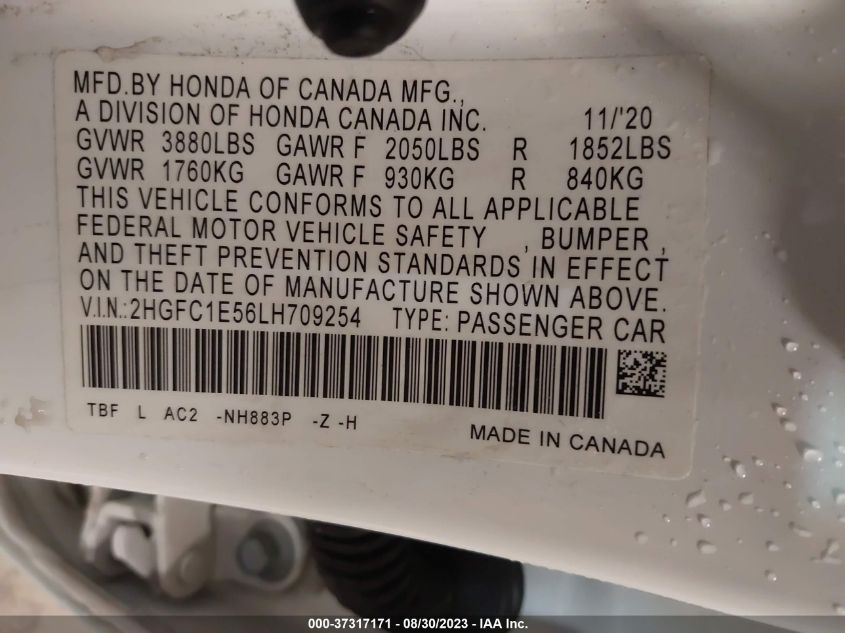 MFD.BY HONDA OF CANADA MFG.,
A DIVISION OF HONDA CANADA INC. 11/'20
GVWR 3880LBS GAWR F 2050LBS R 1852LBS
GVWR 1760KG GAWR F 930KG R 840KG
THIS VEHICLE CONFORMS TO ALL APPLICABLE
FEDERAL MOTOR VEHICLE SAFETY , BUMPER ,
AND THEFT PREVENTION STANDARDS IN EFFECT
ON THE DATE OF MANUFACTURE SHOWN ABOVE.
V.I.N.:2HGFC1E56LH709254 TYPE: PASSENGER CAR
TBF L AC2 -NH883P -Z -H
MADE IN CANADA
000-37317171 - 08/30/2023 - IAA Inc.